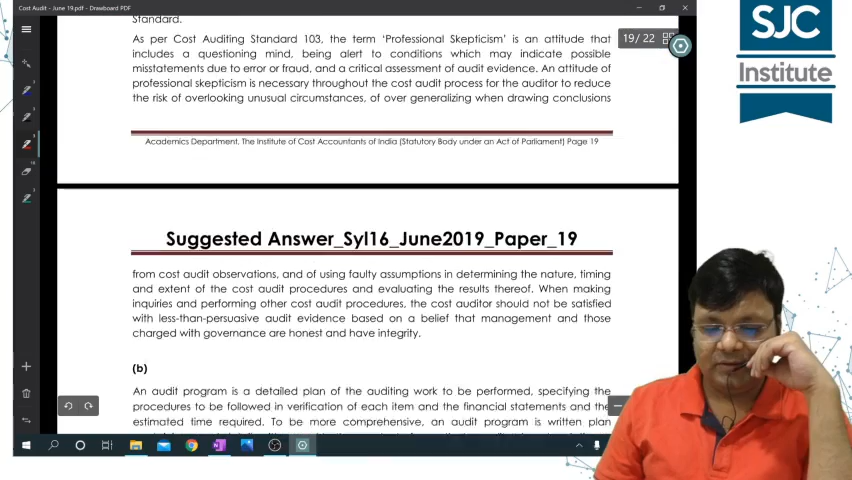 Cost Audit - June 19.pdf - Drawboard PDF
Standard.
As per Cost Auditing Standard 103, the term 'Professional Skepticism' is an attitude that
includes a questioning mind, being alert to conditions which may indicate possible
misstatements due to error or fraud, and a critical assessment of audit evidence. An attitude of
professional skepticism is necessary throughout the cost audit process for the auditor to reduce
the risk of overlooking unusual circumstances, of over generalizing when drawing conclusions
19 / 22
SJC
Institute
Academics Department, The Institute of Cost Accountants of India (Statutory Body under an Act of Parliament) Page 19
Suggested Answer_Syl16_June2019_Paper_19
from cost audit observations, and of using faulty assumptions in determining the nature, timing
and extent of the cost audit procedures and evaluating the results thereof. When making
inquiries and performing other cost audit procedures, the cost auditor should not be satisfied
with less-than-persuasive audit evidence based on a belief that management and those
charged with governance are honest and have integrity.
(b)
An audit program is a detailed plan of the auditing work to be performed, specifying the
procedures to be followed in verification of each item and the financial statements and the
estimated time required. To be more comprehensive, an audit program is written plan